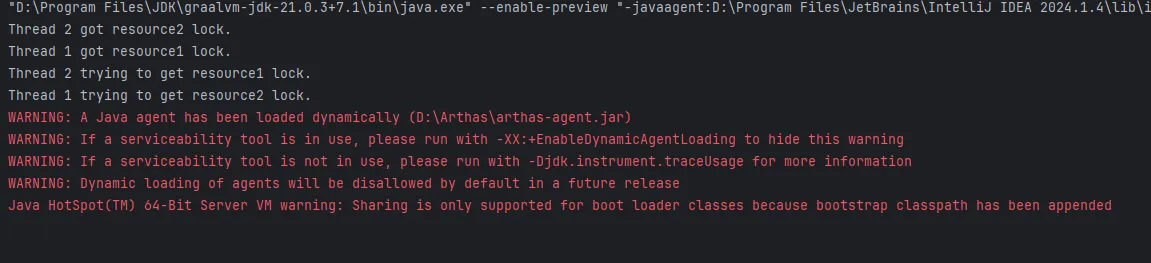 "D:\Program Files\JDK\graalvm-jdk-21.0.3+7.1\bin\java.exe" --enable-preview "-javaagent:D:\Program Files\JetBrains\IntelliJ IDEA 2024.1.4\lib\i
Thread 2 got resource2 lock.
Thread 1 got resource1 lock.
Thread 2 trying to get resource1 lock.
Thread 1 trying to get resource2 lock.
WARNING: A Java agent has been loaded dynamically (D:\Arthas\arthas-agent.jar)
WARNING: If a serviceability tool is in use, please run with -XX:+EnableDynamicAgentLoading to hide this warning
WARNING: If a serviceability tool is not in use, please run with -Djdk.instrument.traceUsage for more information
WARNING: Dynamic loading of agents will be disallowed by default in a future release
Java HotSpot(TM) 64-Bit Server VM warning: Sharing is only supported for boot loader classes because bootstrap classpath has been appended